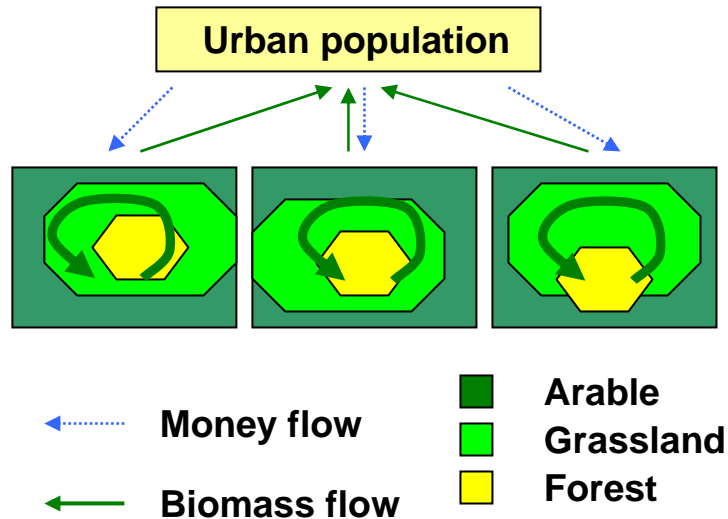 Urban population
Arable
Money flow
Grassland
Forest
Biomass flow